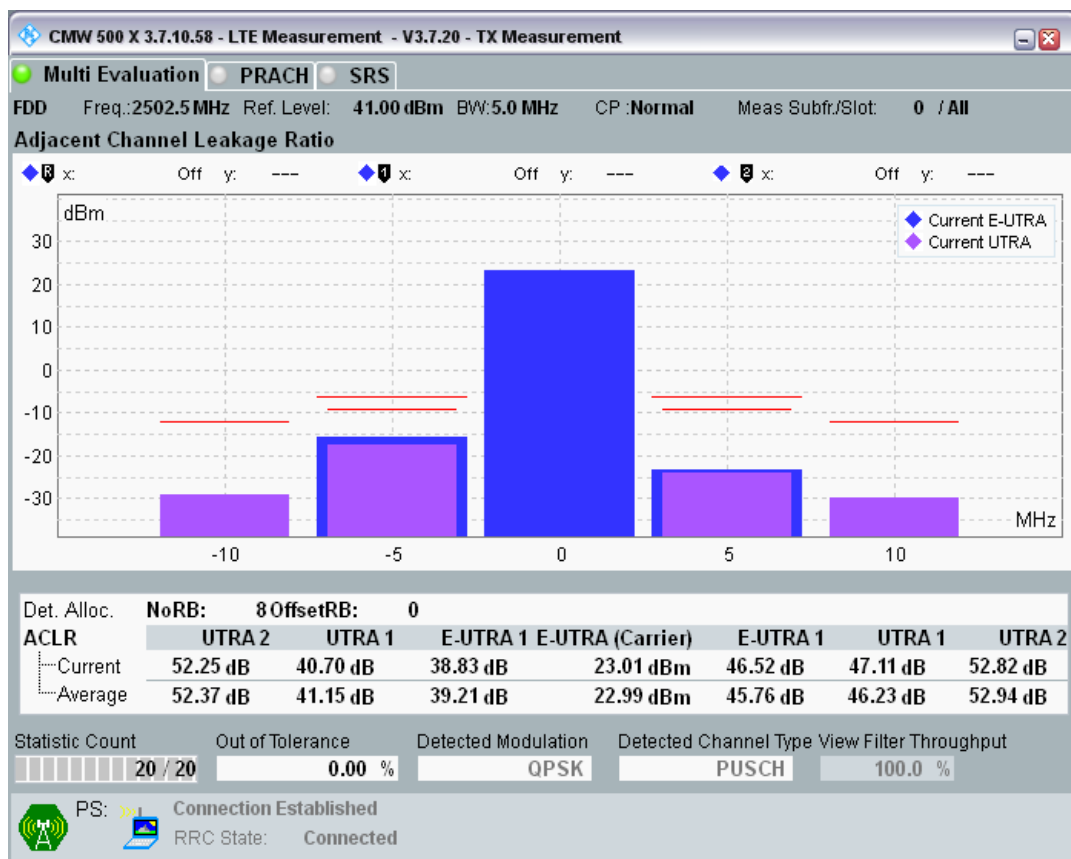 CMW 500 X 3.7.10.58 - LTE Measurement - V3.7.20 - TX Measurement
Multi Evaluation PRACH SRS
FDD Freq.:2502.5 MHz Ref. Level: 41.00 dBm BW:5.0 MHz CP :Normal Meas Subfr./Slot: 0 / All
Adjacent Channel Leakage Ratio
R x: Off y: --- 1 x: Off y: --- 2 x: Off y: ---
dBm
Current E-UTRA
Current UTRA
30
20
10
0
-10
-20
-30
MHz
-10 -5 0 5 10
Det. Alloc. NoRB: 8 OffsetRB: 0
ACLR UTRA 2 UTRA 1 E-UTRA 1 E-UTRA (Carrier) E-UTRA 1 UTRA 1 UTRA 2
Current 52.25 dB 40.70 dB 38.83 dB 23.01 dBm 46.52 dB 47.11 dB 52.82 dB
Average 52.37 dB 41.15 dB 39.21 dB 22.99 dBm 45.76 dB 46.23 dB 52.94 dB
Statistic Count Out of Tolerance Detected Modulation Detected Channel Type View Filter Throughput
20 / 20 0.00 % QPSK PUSCH 100.0 %
PS: Connection Established
RRC State: Connected